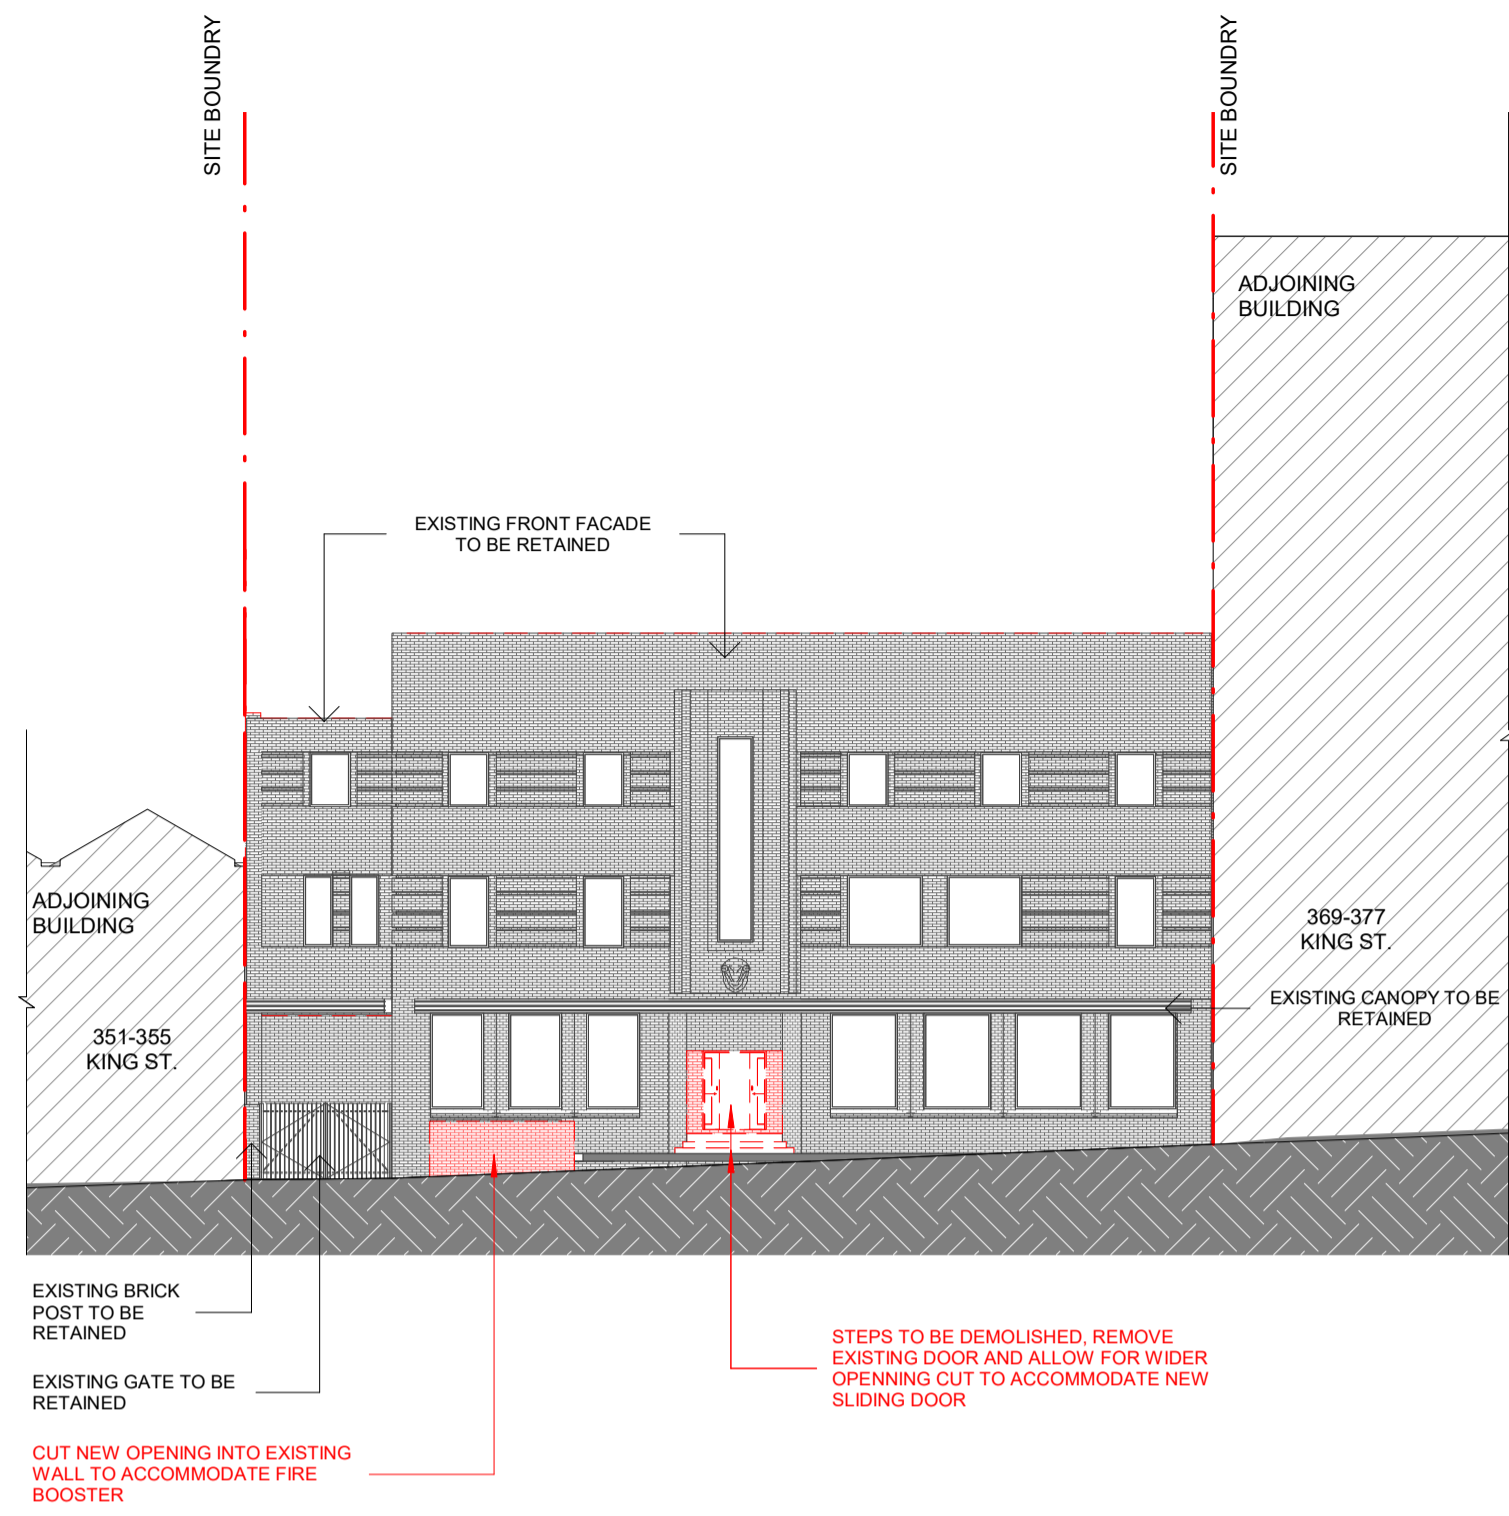 SITE BOUNDRY
SITE BOUNDRY
ADJOINING
BUILDING
EXISTING FRONT FACADE
TO BE RETAINED
ADJOINING
BUILDING
369-377
KING ST.
EXISTING CANOPY TO BE
RETAINED
351-355
KING ST.
EXISTING BRICK
POST TO BE
RETAINED
STEPS TO BE DEMOLISHED, REMOVE
EXISTING DOOR AND ALLOW FOR WIDER
OPENNING CUT TO ACCOMMODATE NEW
SLIDING DOOR
EXISTING GATE TO BE
RETAINED
CUT NEW OPENING INTO EXISTING
WALL TO ACCOMMODATE FIRE
BOOSTER